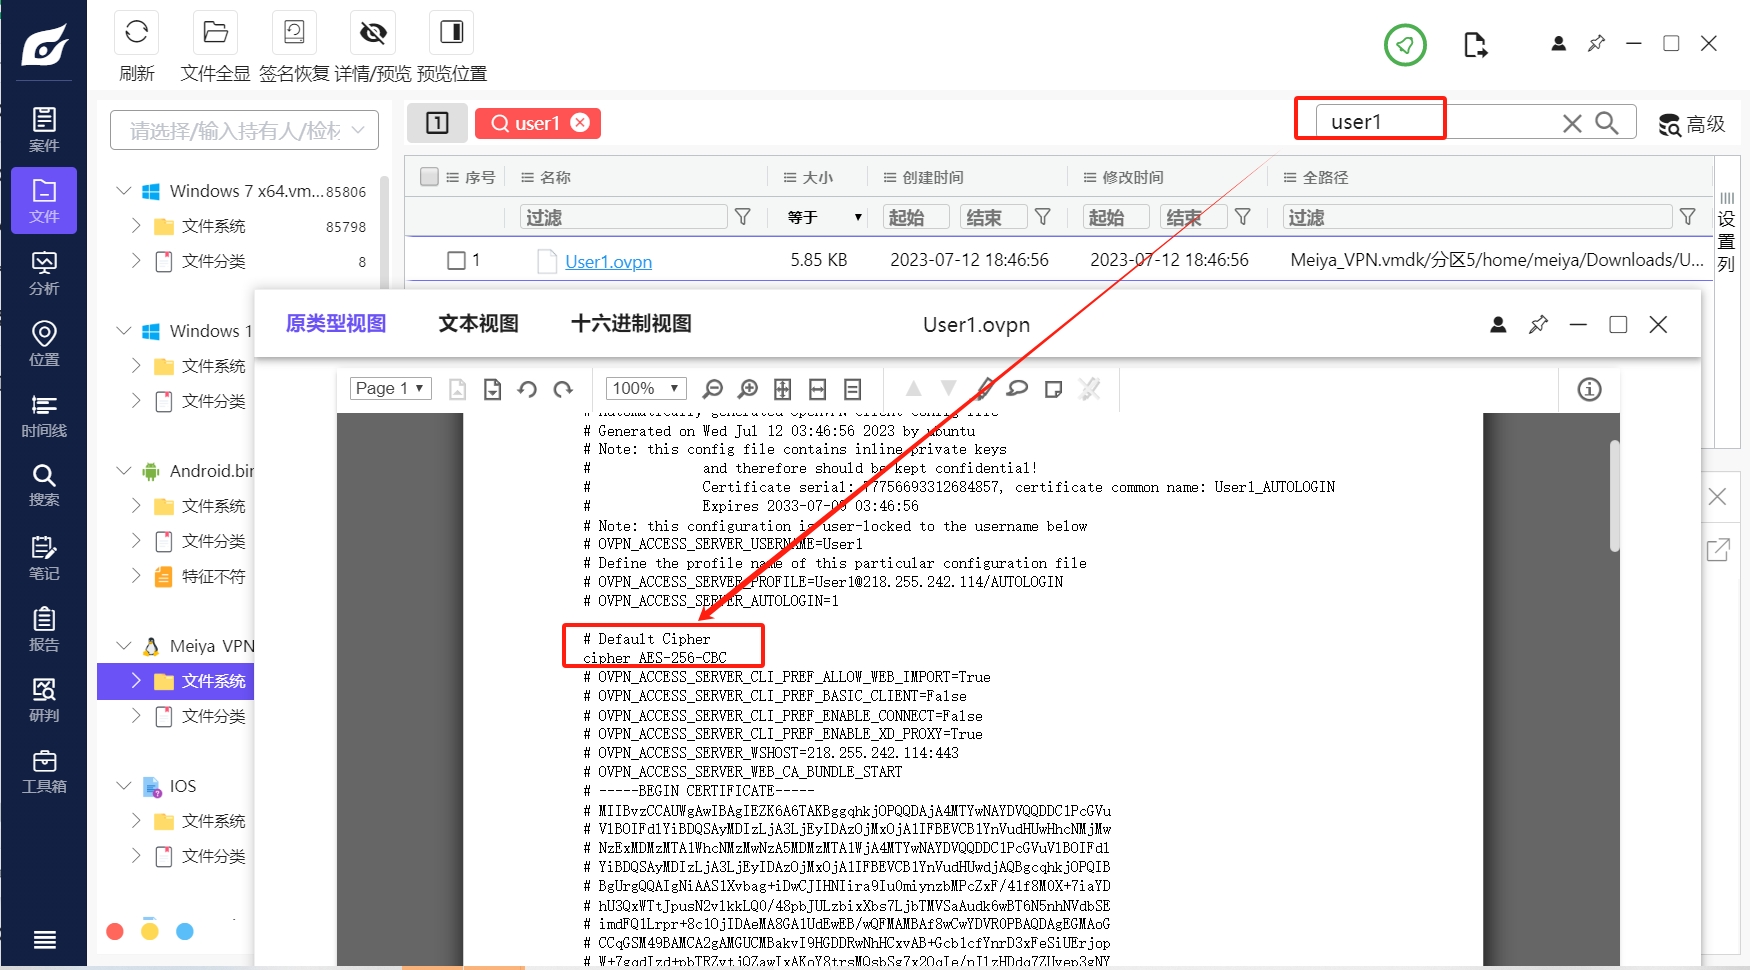 刷新 文件全显 签名恢复 详情/预览 预览位置
案件
文件
分析
位置
时间线
搜索
笔记
报告
研判
工具箱
请选择/输入持有人/检材
Windows 7 x64.vm... 85806
文件系统 85798
文件分类 8
Windows 1
文件系统
文件分类
Android.bin
文件系统
文件分类
特征不符
Meiya_VPN
文件系统
文件分类
IOS
文件系统
文件分类
1 user1 user1 高级
序号 名称 大小 创建时间 修改时间 全路径
过滤 等于 起始 结束 起始 结束 过滤
设置列
1 User1.ovpn 5.85 KB 2023-07-12 18:46:56 2023-07-12 18:46:56 Meiya_VPN.vmdk/分区5/home/meiya/Downloads/U...
原类型视图 文本视图 十六进制视图 User1.ovpn
Page 1 100%
# Automatically generated OpenVPN client config file
# Generated on Wed Jul 12 03:46:56 2023 by ubuntu
# Note: this config file contains inline private keys
# and therefore should be kept confidential!
# Certificate serial: 77756693312684857, certificate common name: User1_AUTOLOGIN
# Expires 2033-07-09 03:46:56
# Note: this configuration is user-locked to the username below
# OVPN_ACCESS_SERVER_USERNAME=User1
# Define the profile name of this particular configuration file
# OVPN_ACCESS_SERVER_PROFILE=User1@218.255.242.114/AUTOLOGIN
# OVPN_ACCESS_SERVER_AUTOLOGIN=1
# Default Cipher
cipher AES-256-CBC
# OVPN_ACCESS_SERVER_CLI_PREF_ALLOW_WEB_IMPORT=True
# OVPN_ACCESS_SERVER_CLI_PREF_BASIC_CLIENT=False
# OVPN_ACCESS_SERVER_CLI_PREF_ENABLE_CONNECT=False
# OVPN_ACCESS_SERVER_CLI_PREF_ENABLE_XD_PROXY=True
# OVPN_ACCESS_SERVER_WSHOST=218.255.242.114:443
# OVPN_ACCESS_SERVER_WEB_CA_BUNDLE_START
# -----BEGIN CERTIFICATE-----
# MIIBvzCCAUWgAwIBAgIEZK6A6TAKBggqhkjOPQQDAjA4MTYwNAYDVQQDDC1PcGVu
# V1BOIFdlYiBDQSAyMDIzLjA3LjEyIDAzOjMxOjA1IFBEVCB1YnVudHUwHhcNMjMw
# NzExMDMzMTA1WhcNMzMwNzA5MDMzMTA1WjA4MTYwNAYDVQQDDC1PcGVuV1BOIFdl
# YiBDQSAyMDIzLjA3LjEyIDAzOjMxOjA1IFBEVCB1YnVudHUwdjAQBgcqhkjOPQIB
# BgUrgQQAIgNiAAS1Xvbag+iDwCJIHNIira9Iu0miynzbMPcZxF/41f8M0X+7iaYD
# hU3QxWTtJpusN2vlkkLQ0/48pbJULzbixXbs7LjbTMVSaAudk6wBT6N5nhNVdbSE
# imdFQ1Lrpr+8c1OjIDAeMA8GA1UdEwEB/wQFMAMBAf8wCwYDVR0PBAQDAgEGMAoG
# CCqGSM49BAMCA2gAMGUCMBakvI9HGDDRwNhHCxvAB+Gcb1cfYnrD3xFeSiUErjop